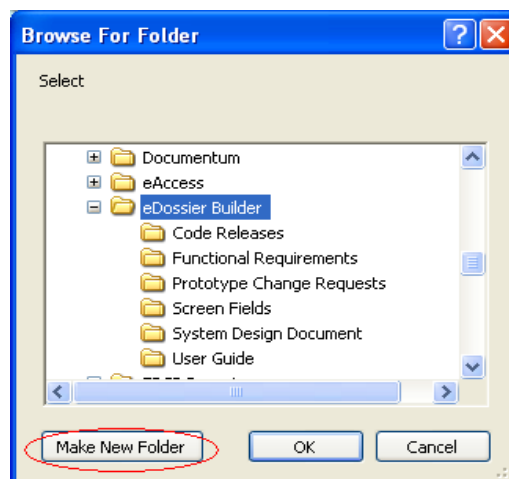 Browse For Folder
Select
Documentum
eAccess
eDossier Builder
Code Releases
Functional Requirements
Prototype Change Requests
Screen Fields
System Design Document
User Guide
Make New Folder OK Cancel